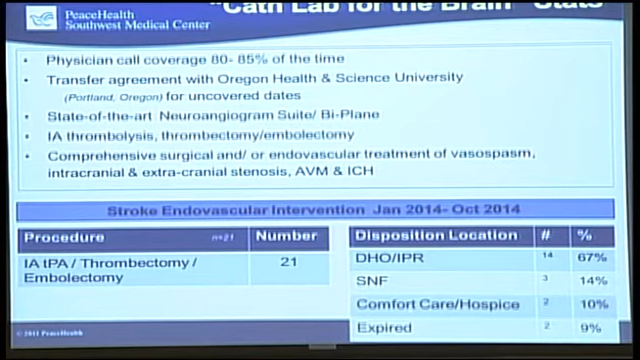 PeaceHealth
Southwest Medical Center
"Cath Lab for the Brain" Stats
• Physician call coverage 80- 85% of the time
• Transfer agreement with Oregon Health & Science University
(Portland, Oregon) for uncovered dates
• State-of-the-art Neuroangiogram Suite/ Bi-Plane
• IA thrombolysis, thrombectomy/embolectomy
• Comprehensive surgical and/ or endovascular treatment of vasospasm,
intracranial & extra-cranial stenosis, AVM & ICH
Stroke Endovascular Intervention Jan 2014- Oct 2014
Procedure n=21 Number
IA tPA / Thrombectomy / 21
Embolectomy
Disposition Location # %
DHO/IPR 14 67%
SNF 3 14%
Comfort Care/Hospice 2 10%
Expired 2 9%
© 2011 PeaceHealth